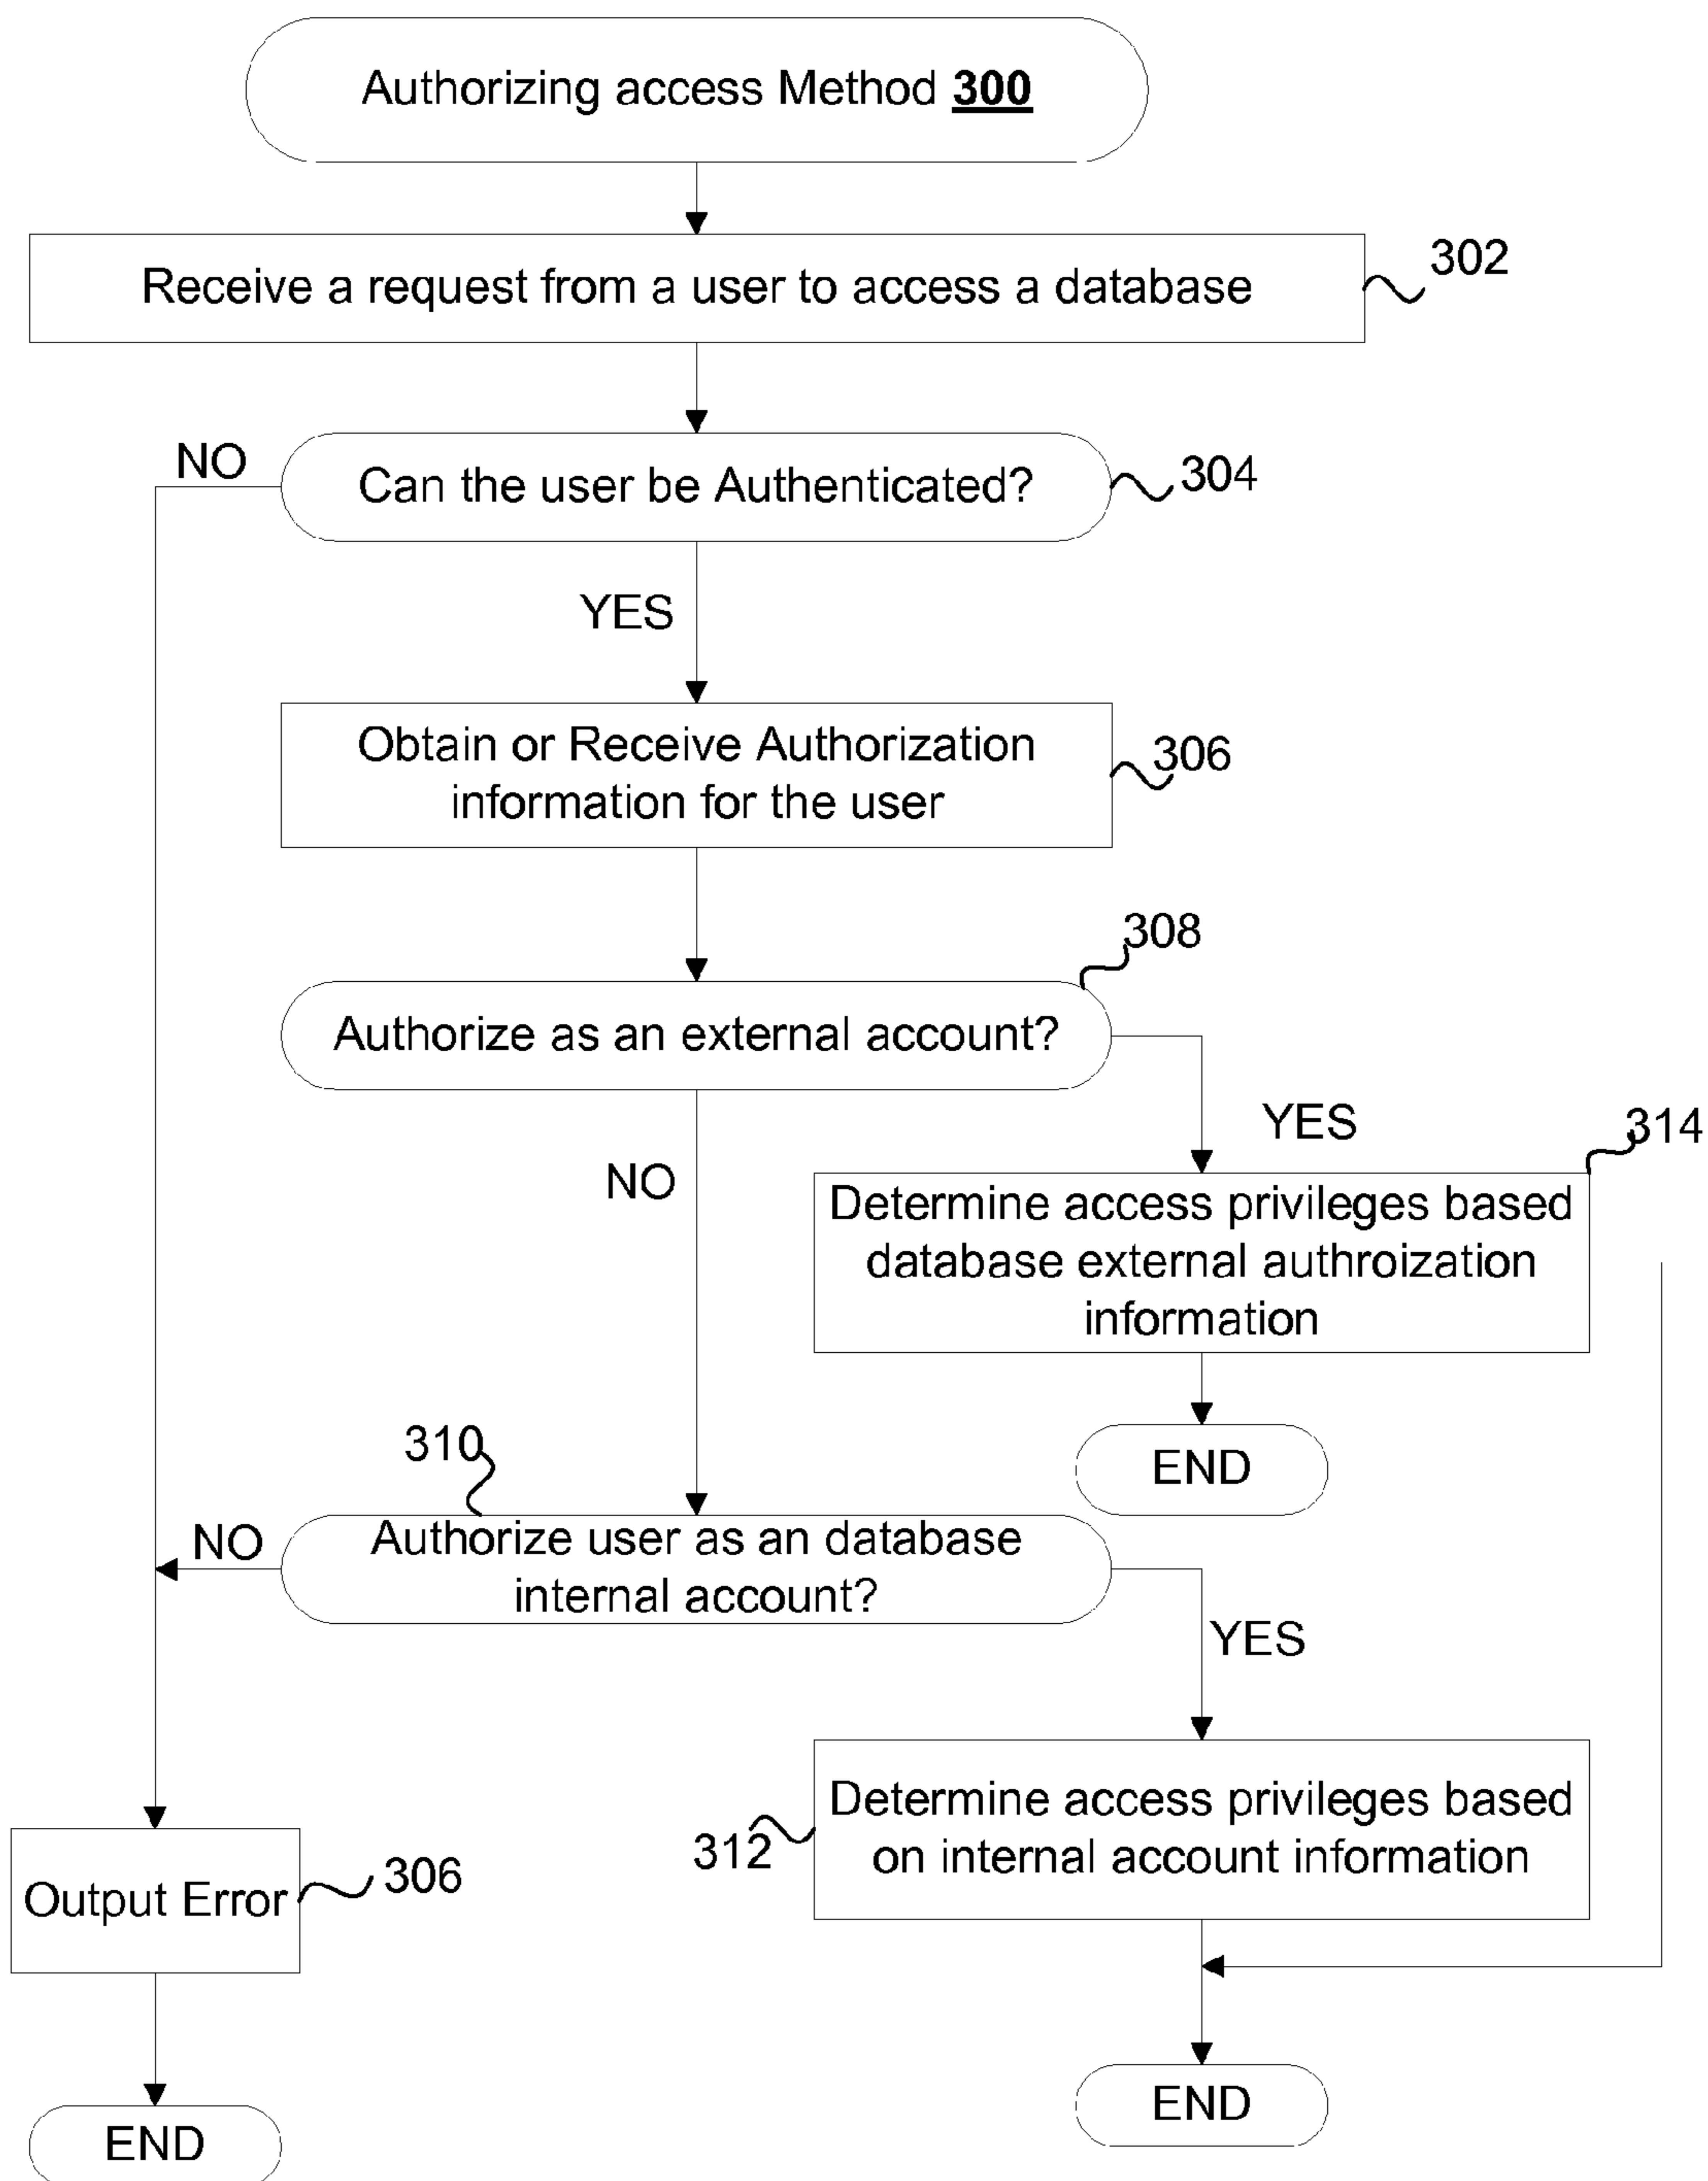 Authorizing access Method 300
Receive a request from a user to access a database
302
NO
Can the user be Authenticated?
304
YES
Obtain or Receive Authorization
information for the user
306
308
Authorize as an external account?
YES
314
NO
Determine access privileges based
database external authroization
information
END
310
NO
Authorize user as an database
internal account?
YES
Determine access privileges based
on internal account information
312
Output Error
306
END
END